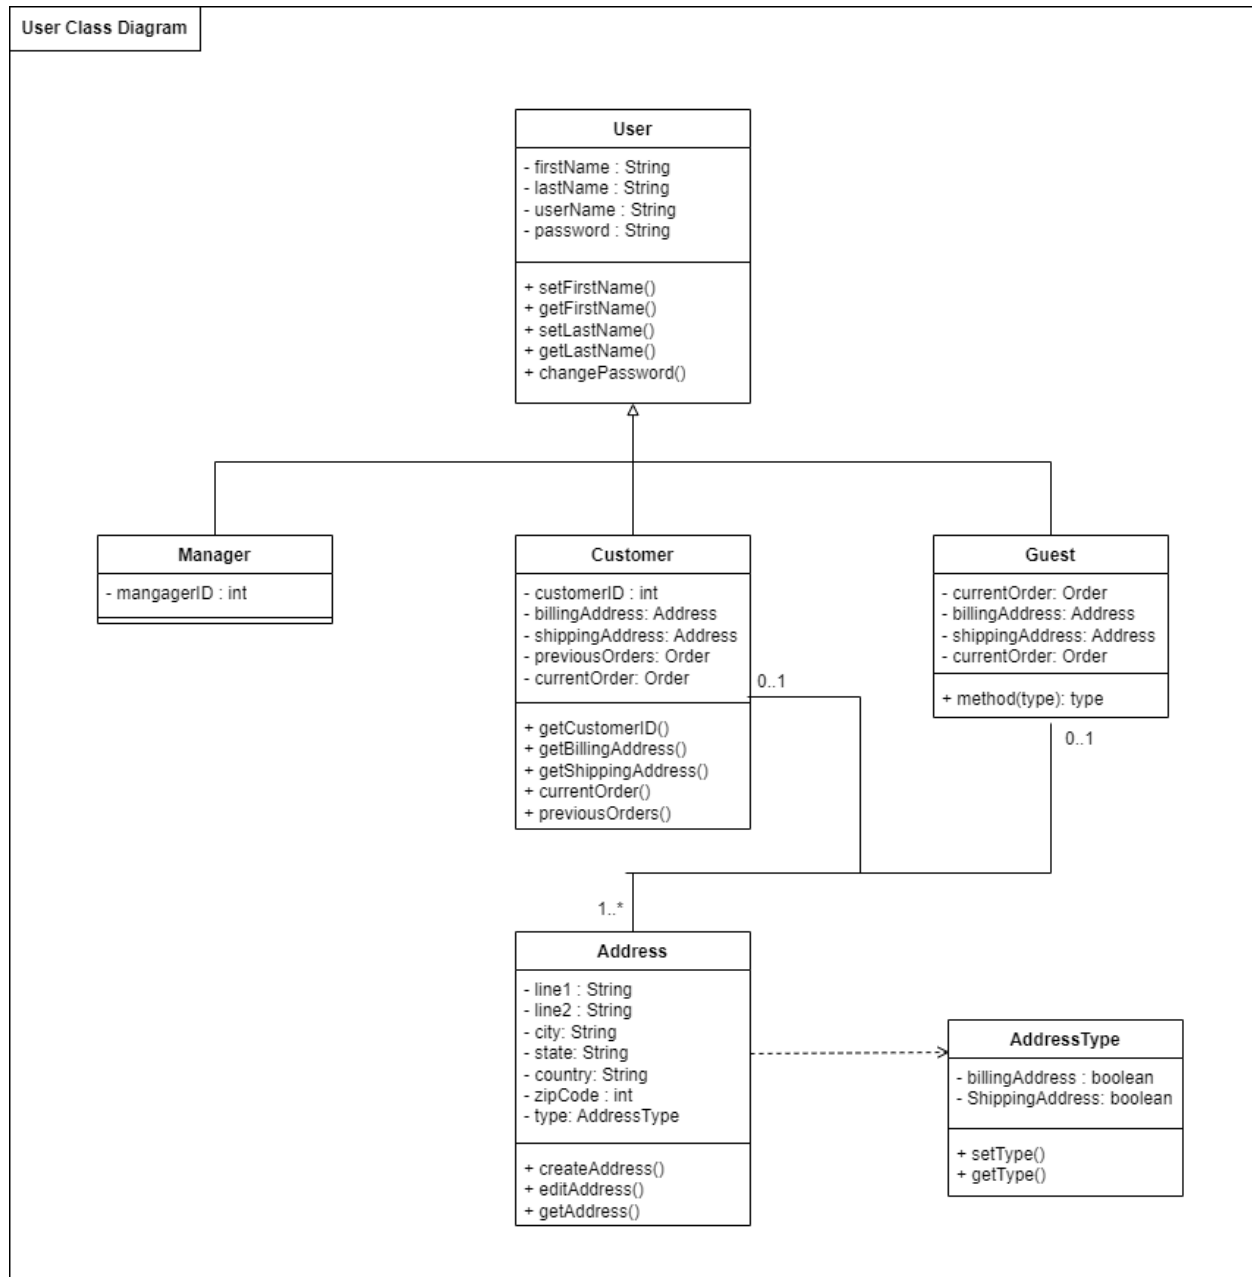 User Class Diagram
User
- firstName : String
- lastName : String
- userName : String
- password : String
+ setFirstName()
+ getFirstName()
+ setLastName()
+ getLastName()
+ changePassword()
Manager
- mangagerID : int
Customer
- customerID : int
- billingAddress: Address
- shippingAddress: Address
- previousOrders: Order
- currentOrder: Order
+ getCustomerID()
+ getBillingAddress()
+ getShippingAddress()
+ currentOrder()
+ previousOrders()
0..1
Guest
- currentOrder: Order
- billingAddress: Address
- shippingAddress: Address
- currentOrder: Order
+ method(type): type
0..1
1..*
Address
- line1 : String
- line2 : String
- city: String
- state: String
- country: String
- zipCode : int
- type: AddressType
+ createAddress()
+ editAddress()
+ getAddress()
AddressType
- billingAddress : boolean
- ShippingAddress: boolean
+ setType()
+ getType()